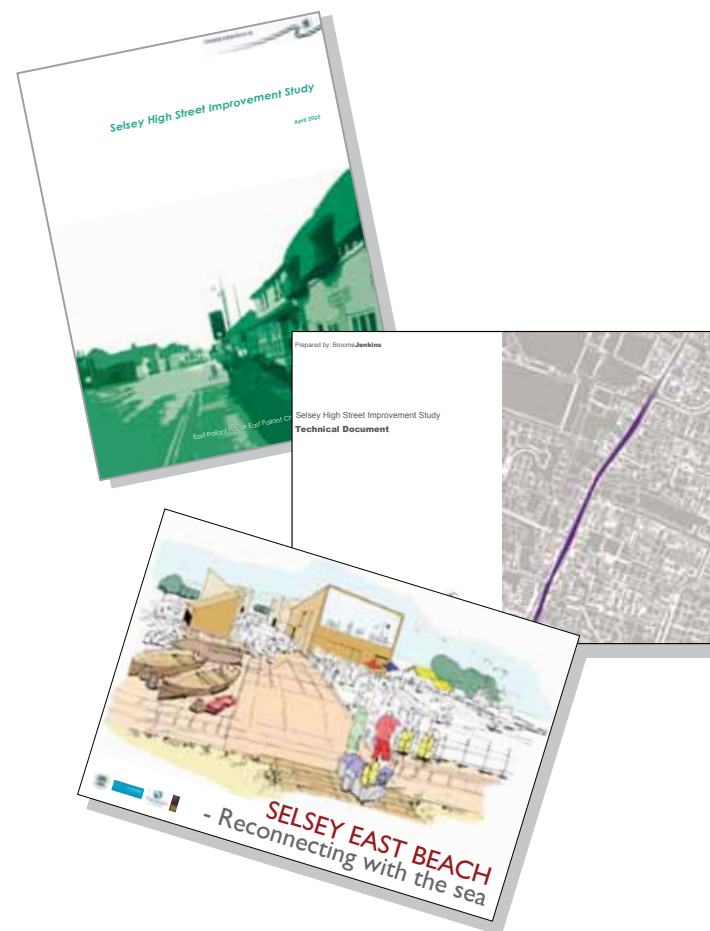 Selsey High Street Improvement Study
April 2005
East Pallant House East Pallant
Prepared by: BroomeJenkins
Selsey High Street Improvement Study
Technical Document
SELSEY EAST BEACH
- Reconnecting with the sea